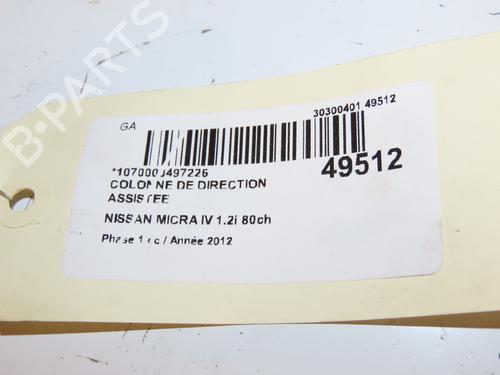 B-PARTS
GA
30300401 49512
*1070000497226
49512
COLONNE DE DIRECTION
ASSISTEE
NISSAN MICRA IV 1.2i 80ch
Phase 1 cc / Année 2012